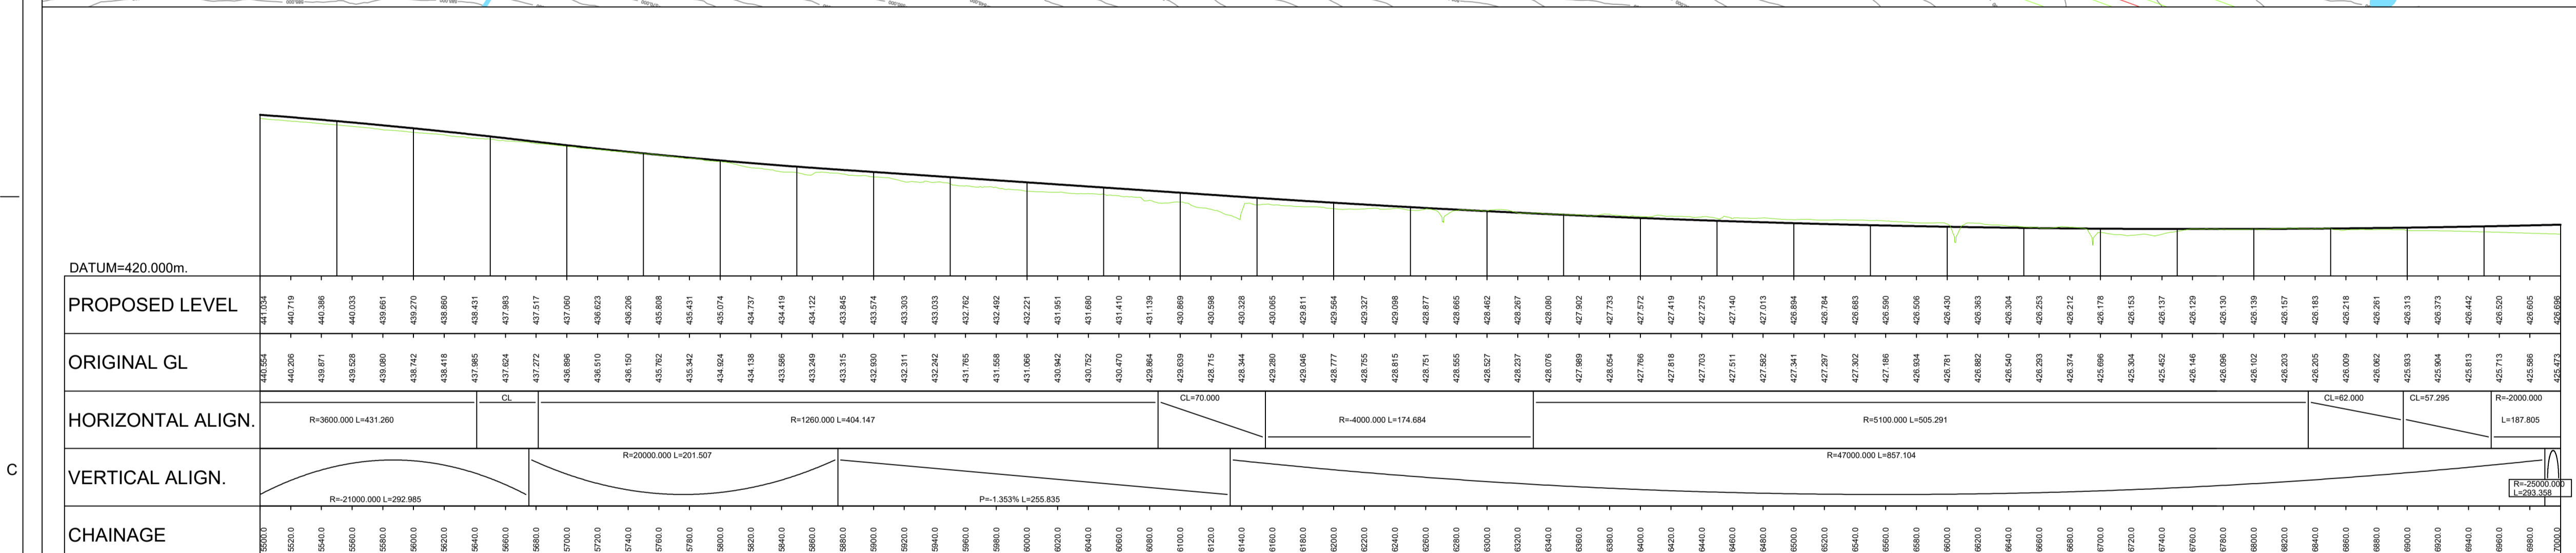 DATUM=420.000m.
PROPOSED LEVEL 441.034 440.719 440.386 440.033 439.661 439.270 438.860 438.431 437.983 437.517 437.060 436.623 436.206 435.808 435.431 435.074 434.737 434.419 434.122 433.845 433.574 433.303 433.033 432.762 432.492 432.221 431.951 431.680 431.410 431.139 430.869 430.598 430.328 430.065 429.811 429.564 429.327 429.098 428.877 428.665 428.462 428.267 428.080 427.902 427.733 427.572 427.419 427.275 427.140 427.013 426.894 426.784 426.683 426.590 426.506 426.430 426.363 426.304 426.253 426.212 426.178 426.153 426.137 426.129 426.130 426.139 426.157 426.183 426.218 426.261 426.313 426.373 426.442 426.520 426.605 426.696
ORIGINAL GL 440.554 440.206 439.871 439.528 439.080 438.742 438.418 437.985 437.624 437.272 436.896 436.510 436.150 435.762 435.342 434.924 434.138 433.586 433.249 433.315 432.930 432.311 432.242 431.765 431.558 431.066 430.942 430.752 430.470 429.864 429.639 428.715 428.344 429.280 429.046 428.777 428.755 428.815 428.751 428.555 428.527 428.237 428.076 427.989 428.054 427.766 427.818 427.703 427.511 427.582 427.341 427.297 427.302 427.186 426.934 426.781 426.882 426.540 426.293 426.374 425.696 425.304 425.452 426.146 426.096 426.102 426.203 426.205 426.009 426.062 425.933 425.904 425.813 425.713 425.586 425.473
CL CL=70.000 CL=62.000 CL=57.295 R=-2000.000
HORIZONTAL ALIGN. R=3600.000 L=431.260 R=1260.000 L=404.147 R=-4000.000 L=174.684 R=5100.000 L=505.291 L=187.805
R=20000.000 L=201.507 R=47000.000 L=857.104
C VERTICAL ALIGN.
R=-25000.000
L=293.358
R=-21000.000 L=292.985 P=-1.353% L=255.835
CHAINAGE 5500.0 5520.0 5540.0 5560.0 5580.0 5600.0 5620.0 5640.0 5660.0 5680.0 5700.0 5720.0 5740.0 5760.0 5780.0 5800.0 5820.0 5840.0 5860.0 5880.0 5900.0 5920.0 5940.0 5960.0 5980.0 6000.0 6020.0 6040.0 6060.0 6080.0 6100.0 6120.0 6140.0 6160.0 6180.0 6200.0 6220.0 6240.0 6260.0 6280.0 6300.0 6320.0 6340.0 6360.0 6380.0 6400.0 6420.0 6440.0 6460.0 6480.0 6500.0 6520.0 6540.0 6560.0 6580.0 6600.0 6620.0 6640.0 6660.0 6680.0 6700.0 6720.0 6740.0 6760.0 6780.0 6800.0 6820.0 6840.0 6860.0 6880.0 6900.0 6920.0 6940.0 6960.0 6980.0 7000.0